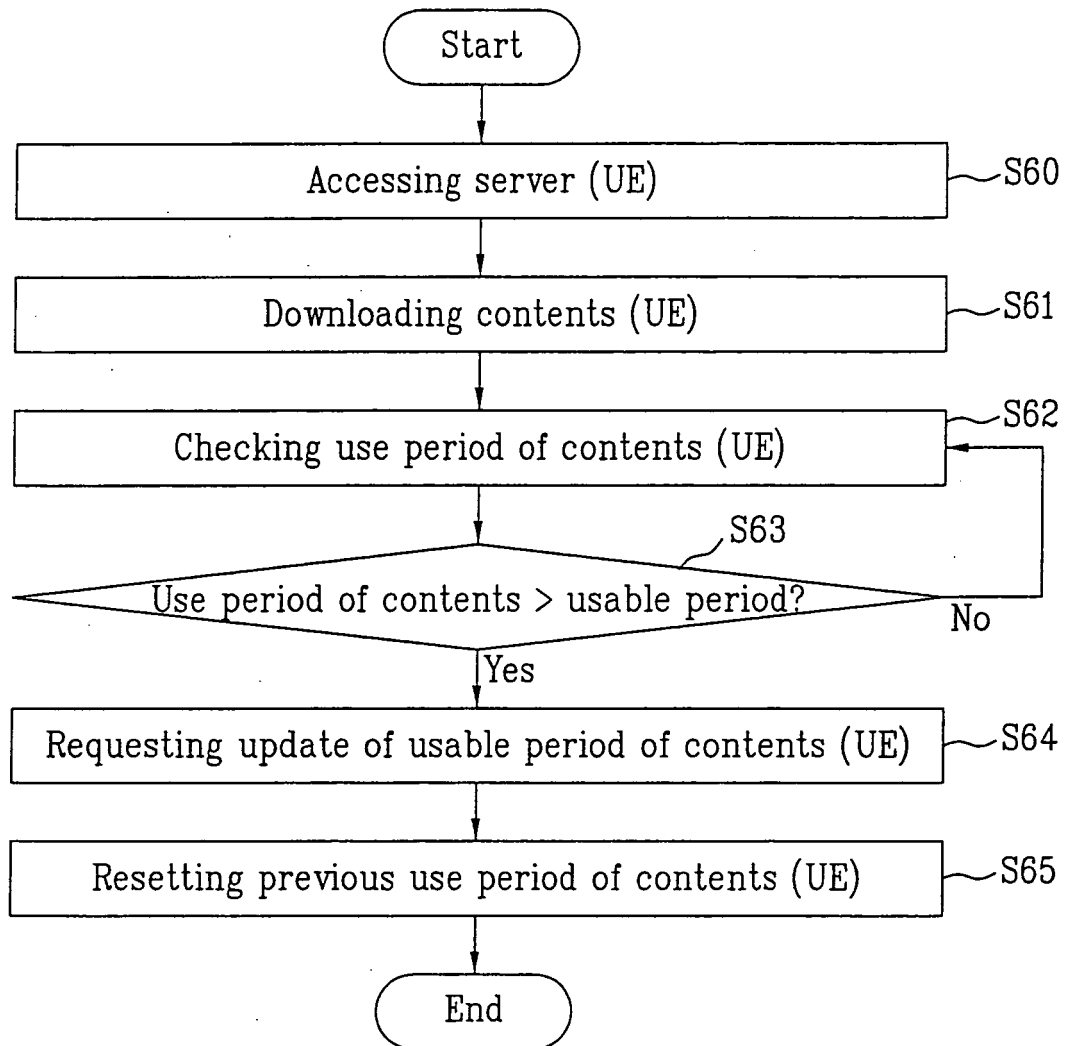 Start
Accessing server (UE)
S60
Downloading contents (UE)
S61
Checking use period of contents (UE)
S62
S63
Use period of contents > usable period?
No
Yes
Requesting update of usable period of contents (UE)
S64
Resetting previous use period of contents (UE)
S65
End